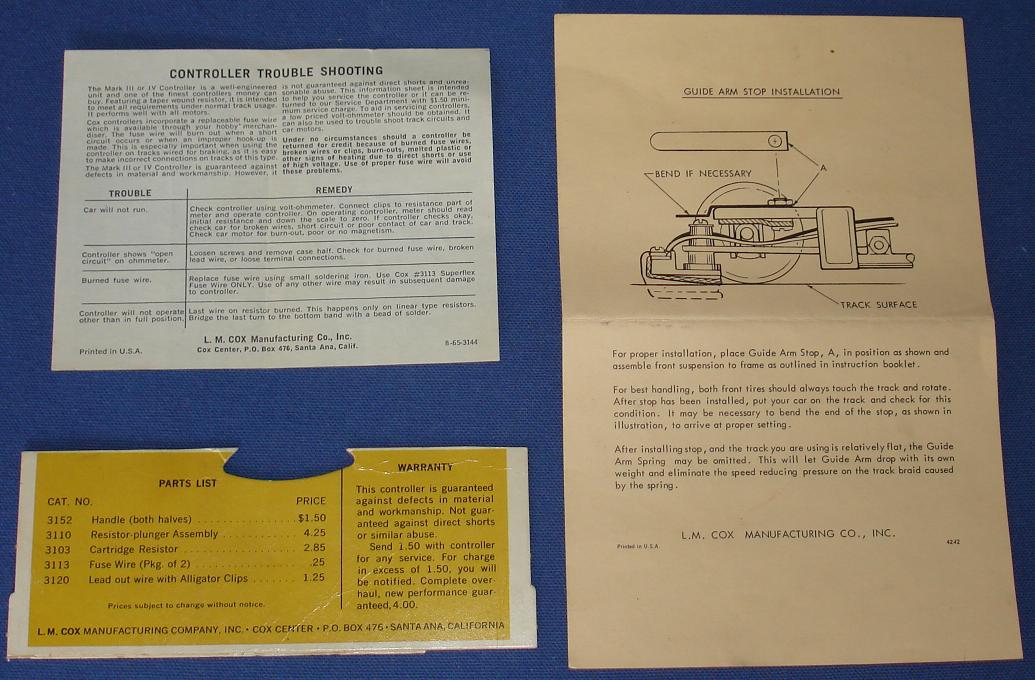 CONTROLLER TROUBLE SHOOTING
The Mark III or IV Controller is a well-engineered
unit and one of the finest controllers money can
buy. Featuring a taper wound resistor, it is intended
to meet all requirements under normal track usage.
It performs well with all motors.
Cox controllers incorporate a replaceable fuse wire
which is available through your hobby merchan-
diser. The fuse wire will burn out when a short
circuit occurs or when an improper hook-up is
made. This is especially important when using the
controller on tracks wired for braking, as it is easy
to make incorrect connections on tracks of this type.
The Mark III or IV Controller is guaranteed against
defects in material and workmanship. However, it
is not guaranteed against direct shorts and unrea-
sonable abuse. This information sheet is intended
to help you service the controller or it can be re-
turned to our Service Department with $1.50 mini-
mum service charge. To aid in servicing controllers,
a low priced volt-ohmmeter should be obtained. It
can also be used to trouble shoot track circuits and
car motors.
Under no circumstances should a controller be
returned for credit because of burned fuse wires,
broken wires or clips, burn-outs, melted plastic or
other signs of heating due to direct shorts or use
of high voltage. Use of proper fuse wire will avoid
these problems.
TROUBLE
REMEDY
Car will not run.
Check controller using volt-ohmmeter. Connect clips to resistance part of
meter and operate controller. On operating controller, meter should read
initial resistance and down the scale to zero. If controller checks okay,
check car for broken wires, short circuit or poor contact of car and track.
Check car motor for burn-out, poor or no magnetism.
Controller shows "open
circuit" on ohmmeter.
Loosen screws and remove case half. Check for burned fuse wire, broken
lead wire, or loose terminal connections.
Burned fuse wire.
Replace fuse wire using small soldering iron. Use Cox #3113 Superflex
Fuse Wire ONLY. Use of any other wire may result in subsequent damage
to controller.
Controller will not operate
other than in full position.
Last wire on resistor burned. This happens only on linear type resistors.
Bridge the last turn to the bottom band with a bead of solder.
L. M. COX Manufacturing Co., Inc.
Cox Center, P.O. Box 476, Santa Ana, Calif.
Printed in U.S.A.
8-65-3144
PARTS LIST
CAT. NO. PRICE
3152 Handle (both halves) $1.50
3110 Resistor-plunger Assembly 4.25
3103 Cartridge Resistor 2.85
3113 Fuse Wire (Pkg. of 2) .25
3120 Lead out wire with Alligator Clips 1.25
Prices subject to change without notice.
WARRANTY
This controller is guaranteed
against defects in material
and workmanship. Not guar-
anteed against direct shorts
or similar abuse.
Send 1.50 with controller
for any service. For charge
in excess of 1.50, you will
be notified. Complete over-
haul, new performance guar-
anteed, 4.00.
L. M. COX MANUFACTURING COMPANY, INC. • COX CENTER • P.O. BOX 476 • SANTA ANA, CALIFORNIA
GUIDE ARM STOP INSTALLATION
A
BEND IF NECESSARY
TRACK SURFACE
For proper installation, place Guide Arm Stop, A, in position as shown and
assemble front suspension to frame as outlined in instruction booklet.
For best handling, both front tires should always touch the track and rotate.
After stop has been installed, put your car on the track and check for this
condition. It may be necessary to bend the end of the stop, as shown in
illustration, to arrive at proper setting.
After installing stop, and the track you are using is relatively flat, the Guide
Arm Spring may be omitted. This will let Guide Arm drop with its own
weight and eliminate the speed reducing pressure on the track braid caused
by the spring.
L.M. COX MANUFACTURING CO., INC.
Printed in U.S.A.
4242